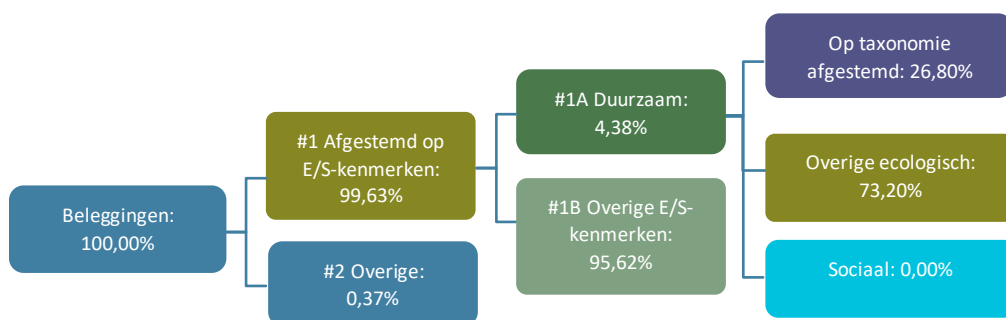 Beleggingen:
100,00%
#1 Afgestemd op
E/S-kenmerken:
99,63%
#2 Overige:
0,37%
#1A Duurzaam:
4,38%
#1B Overige E/S-
kenmerken:
95,62%
Op taxonomie
afgestemd: 26,80%
Overige ecologisch:
73,20%
Sociaal: 0,00%